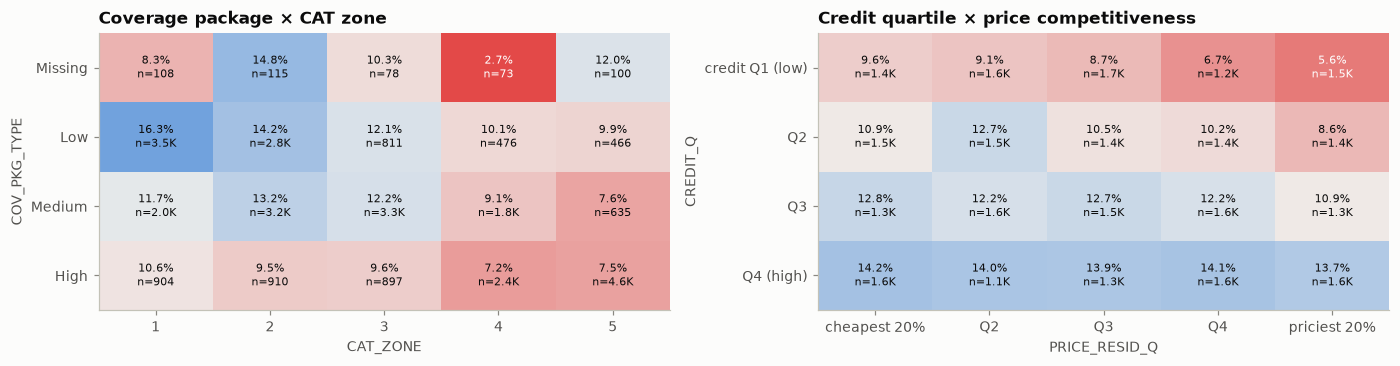 Coverage package × CAT zone
COV_PKG_TYPE
Missing
8.3%
n=108
14.8%
n=115
10.3%
n=78
2.7%
n=73
12.0%
n=100
Low
16.3%
n=3.5K
14.2%
n=2.8K
12.1%
n=811
10.1%
n=476
9.9%
n=466
Medium
11.7%
n=2.0K
13.2%
n=3.2K
12.2%
n=3.3K
9.1%
n=1.8K
7.6%
n=635
High
10.6%
n=904
9.5%
n=910
9.6%
n=897
7.2%
n=2.4K
7.5%
n=4.6K
1 2 3 4 5
CAT_ZONE
Credit quartile × price competitiveness
CREDIT_Q
credit Q1 (low)
9.6%
n=1.4K
9.1%
n=1.6K
8.7%
n=1.7K
6.7%
n=1.2K
5.6%
n=1.5K
Q2
10.9%
n=1.5K
12.7%
n=1.5K
10.5%
n=1.4K
10.2%
n=1.4K
8.6%
n=1.4K
Q3
12.8%
n=1.3K
12.2%
n=1.6K
12.7%
n=1.5K
12.2%
n=1.6K
10.9%
n=1.3K
Q4 (high)
14.2%
n=1.6K
14.0%
n=1.1K
13.9%
n=1.3K
14.1%
n=1.6K
13.7%
n=1.6K
cheapest 20% Q2 Q3 Q4 priciest 20%
PRICE_RESID_Q